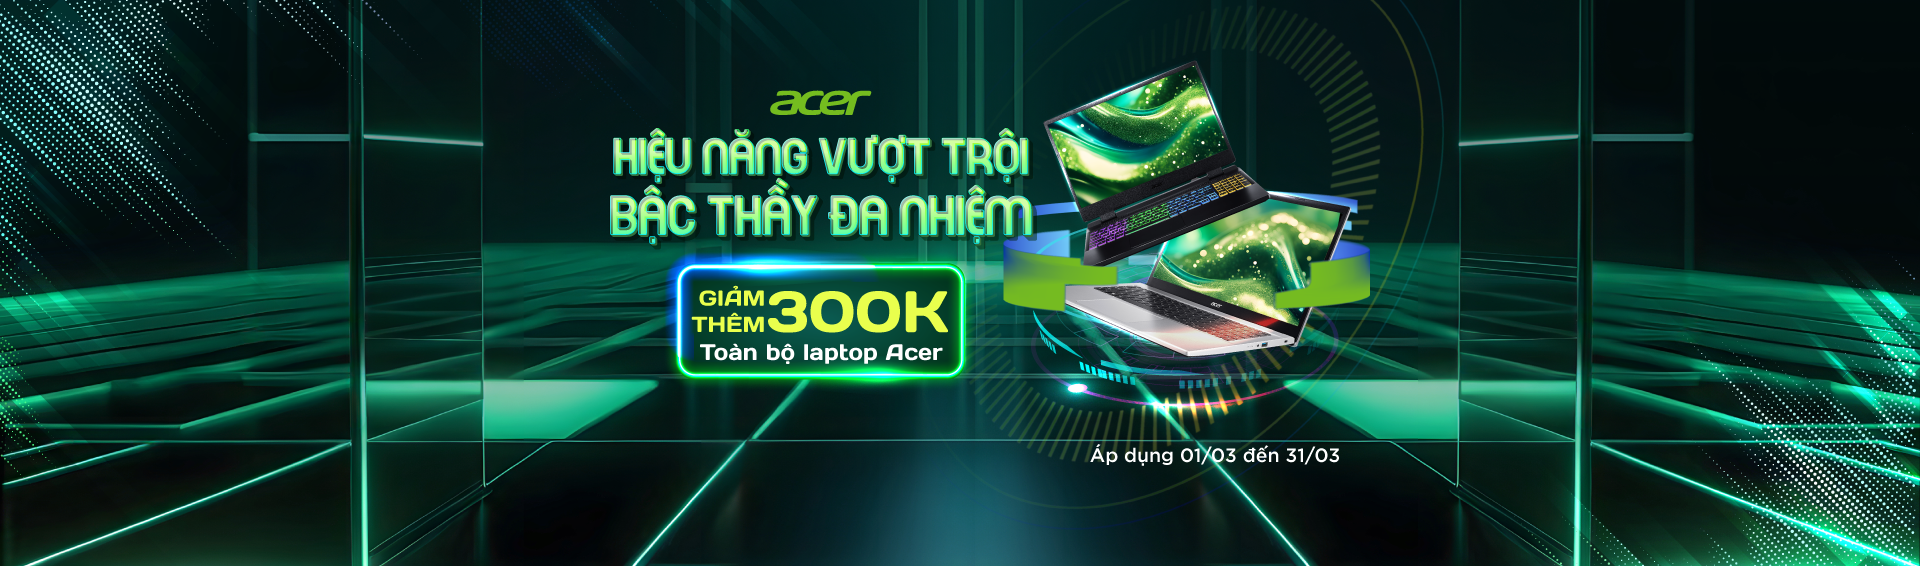 acer
HIỆU NĂNG VƯỢT TRỘI
BẬC THẦY ĐA NHIỆM
GIẢM THÊM 300K
Toàn bộ laptop Acer
acer
Áp dụng 01/03 đến 31/03